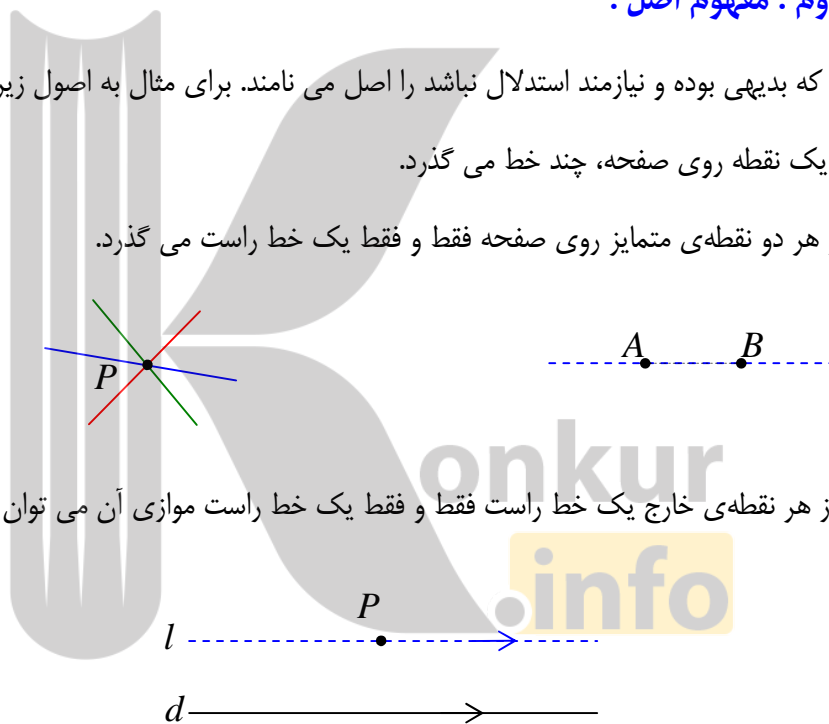 مفهوم اصل :
که بدیهی بوده و نیازمند استدلال نباشد را اصل می نامند. برای مثال به اصول
یک نقطه روی صفحه، چند خط می گذرد.
هر دو نقطه‌ی متمایز روی صفحه فقط و فقط یک خط راست می گذرد.
A B
P
onkur
هر نقطه‌ی خارج یک خط راست فقط و فقط یک خط راست موازی آن می توان
.info
P
l
d